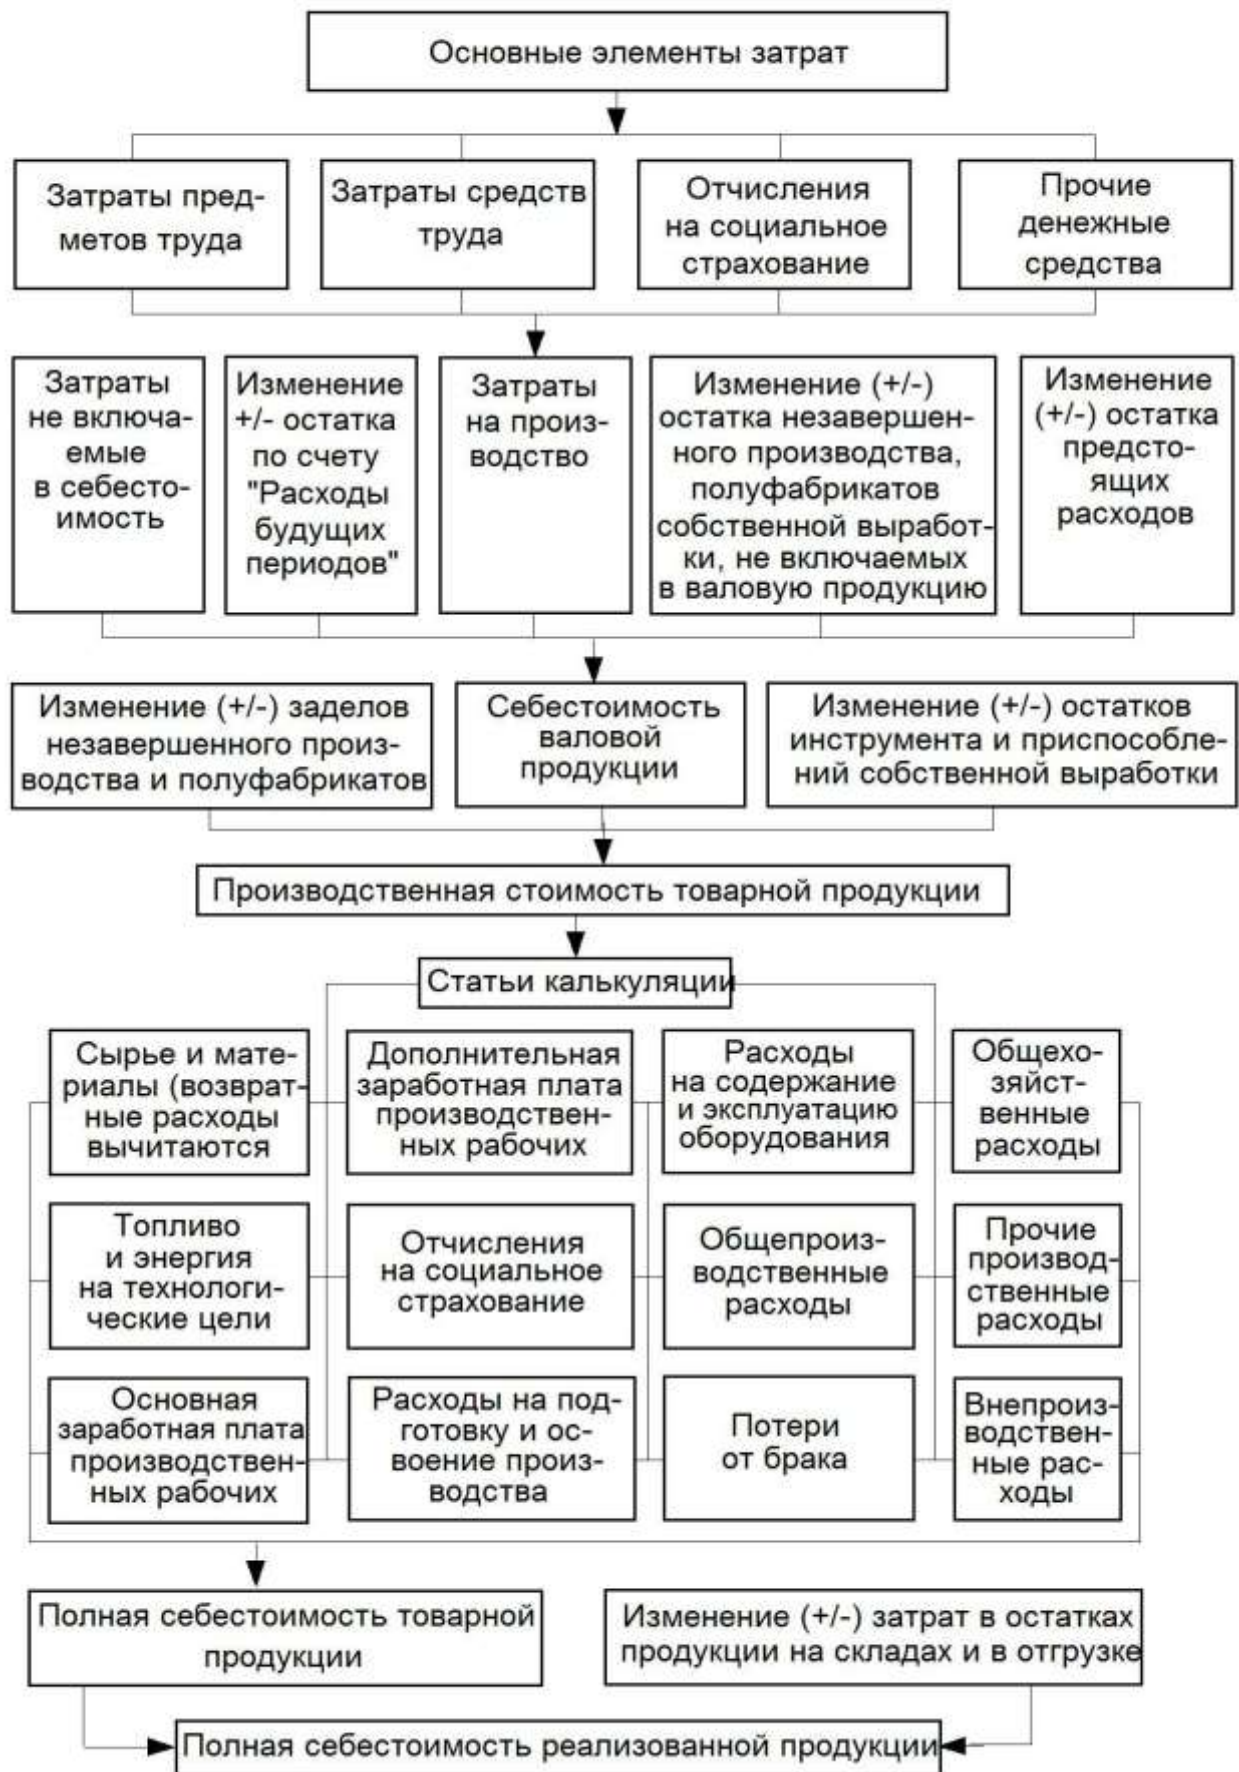 Основные элементы затрат
Затраты пред-
метов труда
Затраты средств
труда
Отчисления
на социальное
страхование
Прочие
денежные
средства
Затраты
не включа-
емые
в себесто-
имость
Изменение
+/- остатка
по счету
"Расходы
будущих
периодов"
Затраты
на произ-
водство
Изменение (+/-)
остатка незавершен-
ного производства,
полуфабрикатов
собственной выработ-
ки, не включаемых
в валовую продукцию
Изменение
(+/-) остатка
предсто-
ящих
расходов
Изменение (+/-) заделов
незавершенного произ-
водства и полуфабрикатов
Себестоимость
валовой
продукции
Изменение (+/-) остатков
инструмента и приспособле-
ний собственной выработки
Производственная стоимость товарной продукции
Статьи калькуляции
Сырье и мате-
риалы (возврат-
ные расходы
вычитаются
Дополнительная
заработная плата
производствен-
ных рабочих
Расходы
на содержание
и эксплуатацию
оборудования
Общехо-
зяйст-
венные
расходы
Топливо
и энергия
на технологи-
ческие цели
Отчисления
на социальное
страхование
Общепроиз-
водственные
расходы
Прочие
производ-
ственные
расходы
Основная
заработная плата
производствен-
ных рабочих
Расходы на под-
готовку и ос-
воение произ-
водства
Потери
от брака
Внепроиз-
водствен-
ные рас-
ходы
Полная себестоимость товарной
продукции
Изменение (+/-) затрат в остатках
продукции на складах и в отгрузке
Полная себестоимость реализованной продукции